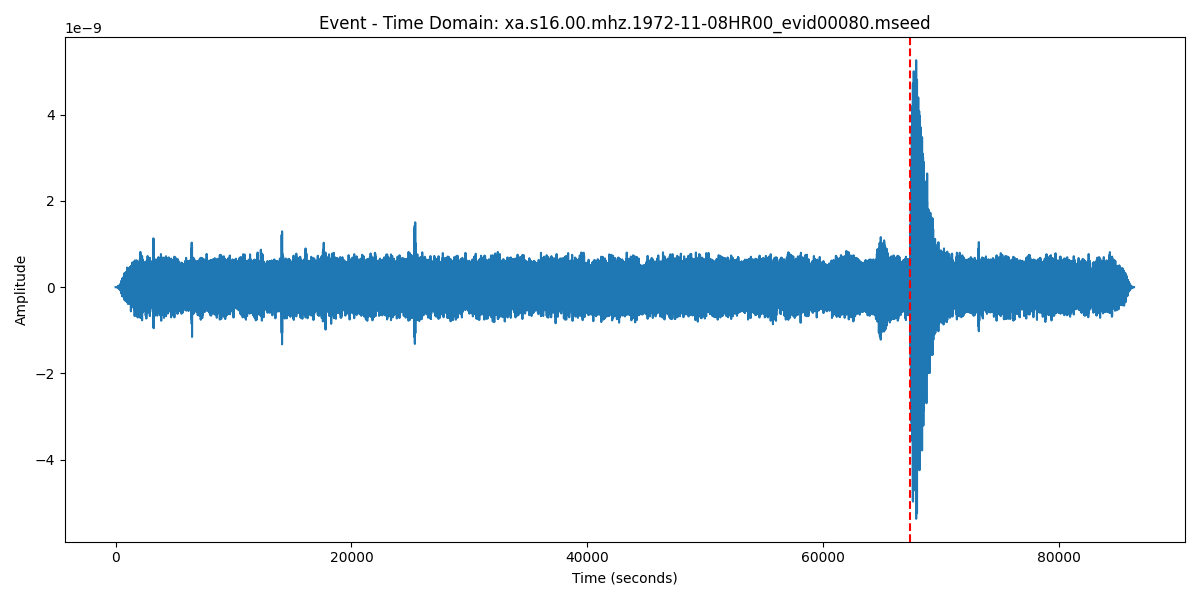 Event - Time Domain: xa.s16.00.mhz.1972-11-08HR00_evid00080.mseed
1e−9
4
2
0
−2
−4
Amplitude
0 20000 40000 60000 80000
Time (seconds)